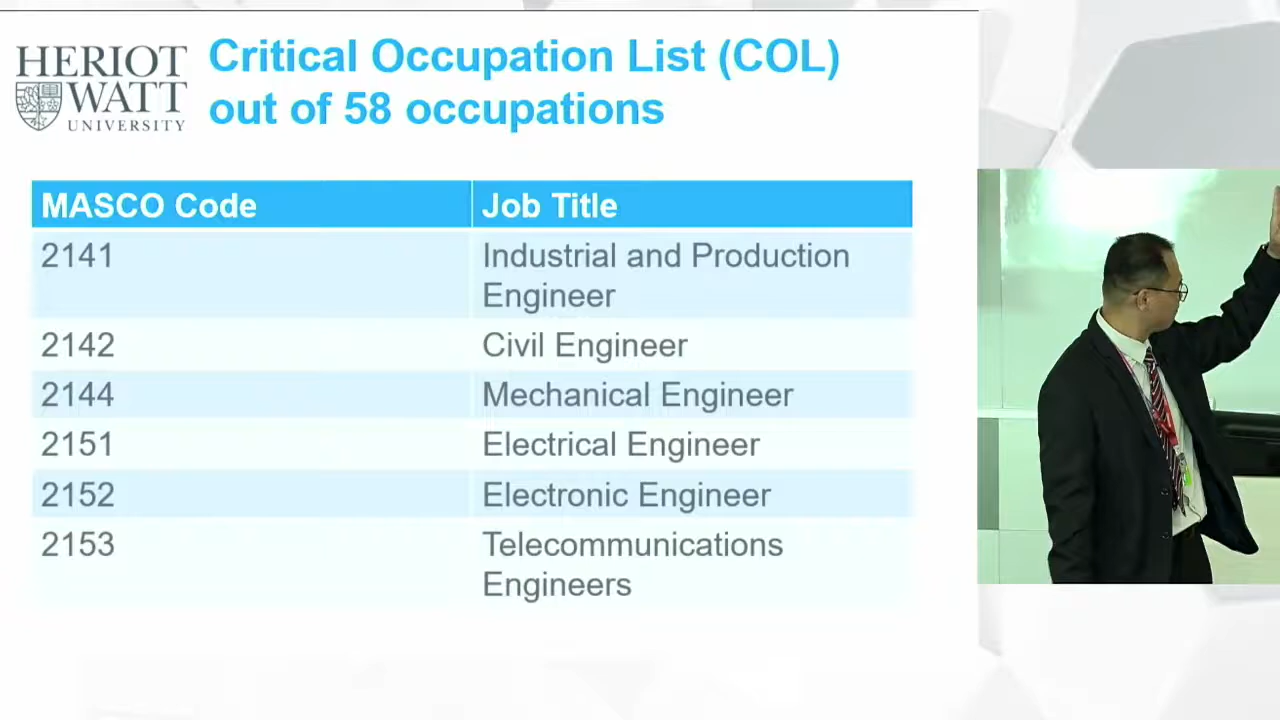 HERIOT
WATT
UNIVERSITY
Critical Occupation List (COL)
out of 58 occupations
MASCO Code Job Title
2141 Industrial and Production
Engineer
2142 Civil Engineer
2144 Mechanical Engineer
2151 Electrical Engineer
2152 Electronic Engineer
2153 Telecommunications
Engineers